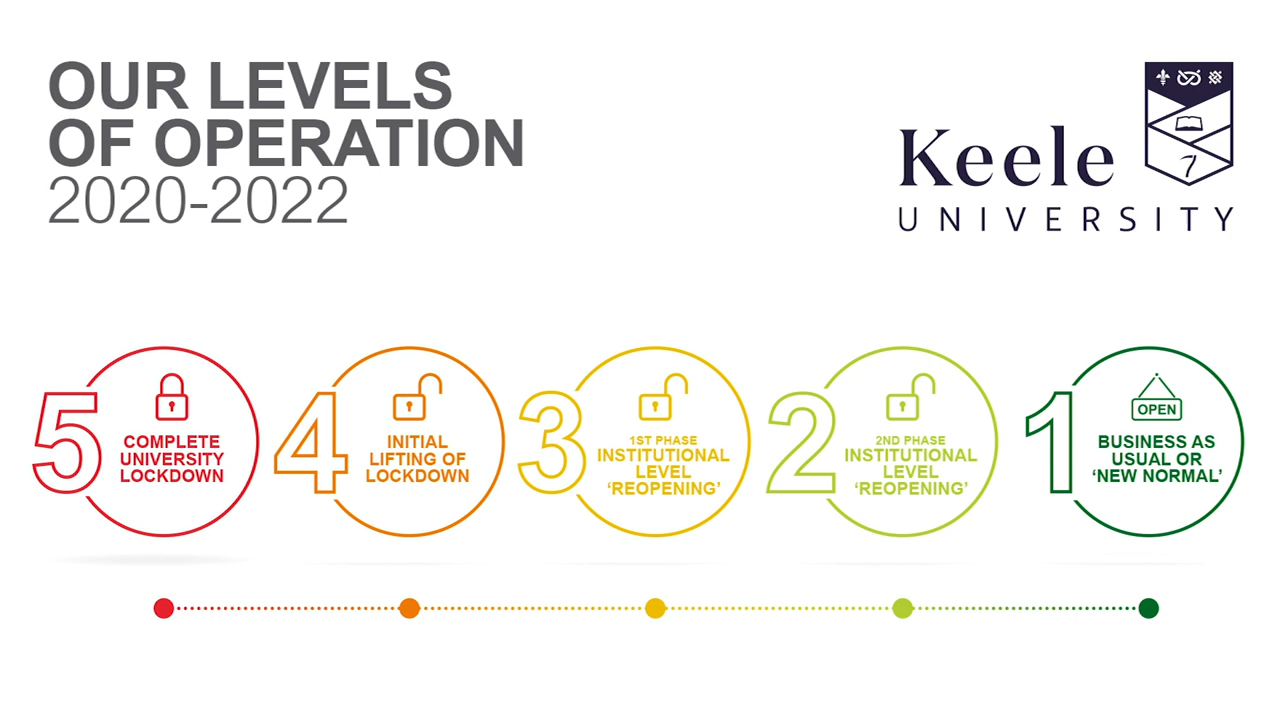 OUR LEVELS
OF OPERATION
2020-2022
Keele
UNIVERSITY
5
COMPLETE
UNIVERSITY
LOCKDOWN
4
INITIAL
LIFTING OF
LOCKDOWN
3
1ST PHASE
INSTITUTIONAL
LEVEL
‘REOPENING’
2
2ND PHASE
INSTITUTIONAL
LEVEL
‘REOPENING’
1
OPEN
BUSINESS AS
USUAL OR
‘NEW NORMAL’